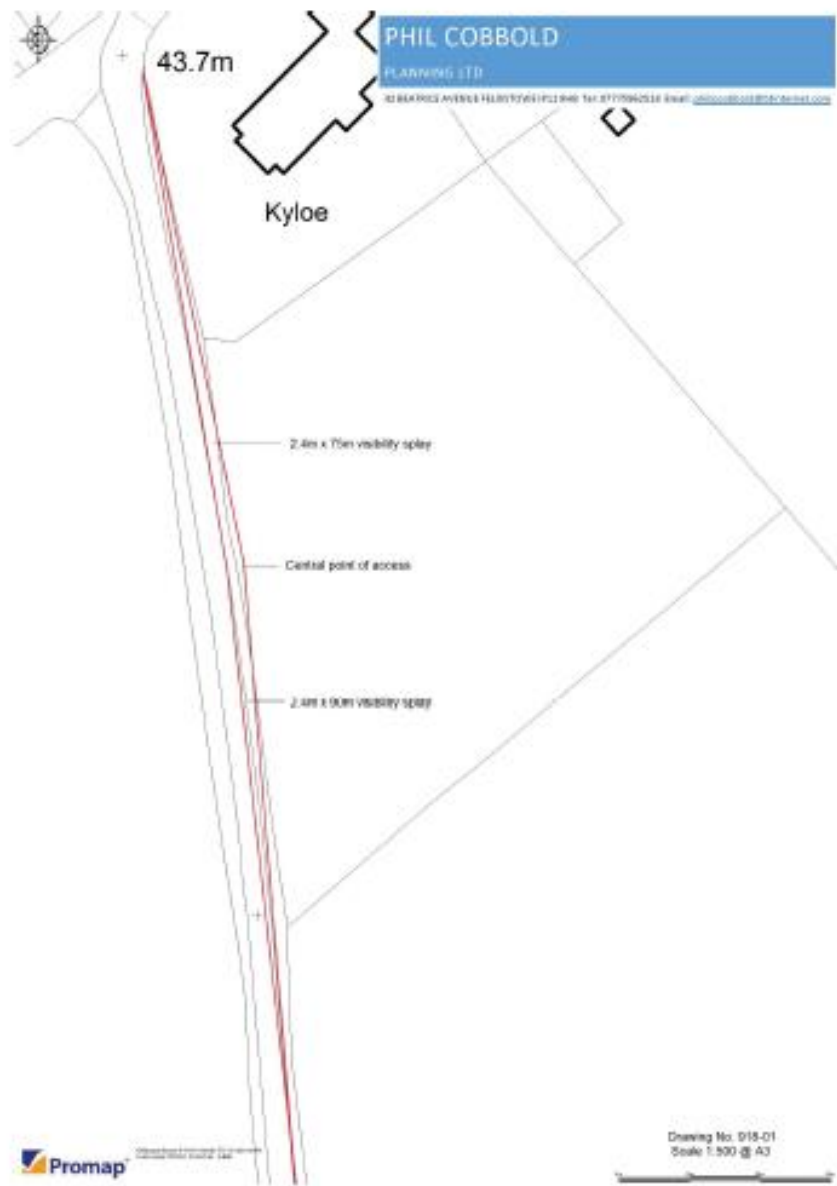 PHIL COBBOLD
PLANNING LTD
43.7m
Kyloe
2.4m x 75m visibility splay
Central point of access
2.4m x 90m visibility splay
Promap
Drawing No. 918-01
Scale 1:500 @ A3